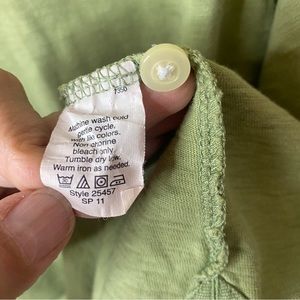 7350
Machine wash cold
gentle cycle,
with like colors.
Non-chlorine
bleach only.
Tumble dry low.
Warm iron as needed.
Style 25457
SP 11